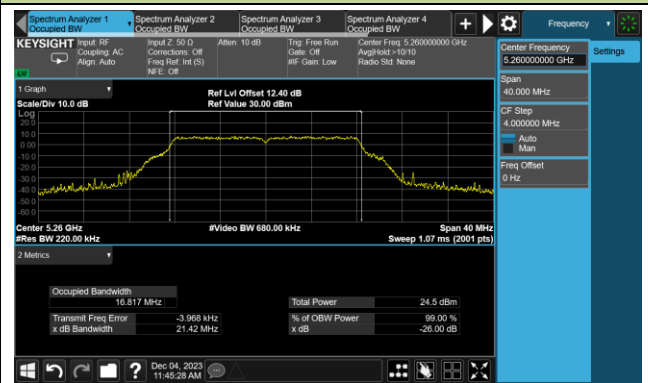 Spectrum Analyzer 1
Occupied BW
Spectrum Analyzer 2
Occupied BW
Spectrum Analyzer 3
Occupied BW
Spectrum Analyzer 4
Occupied BW
+
Frequency
KEYSIGHT
Input: RF
Coupling: AC
Align: Auto
Input Z: 50 Ω
Corrections: Off
Freq Ref: Int (S)
NFE: Off
Atten: 10 dB
Trig: Free Run
Gate: Off
#IF Gain: Low
Center Freq: 5.260000000 GHz
Avg|Hold:>10/10
Radio Std: None
Center Frequency
5.260000000 GHz
Settings
Span
40.000 MHz
CF Step
4.000000 MHz
Auto
Man
Freq Offset
0 Hz
1 Graph
Scale/Div 10.0 dB
Ref Lvl Offset 12.40 dB
Ref Value 30.00 dBm
Log
20.0
10.0
0.00
-10.0
-20.0
-30.0
-40.0
-50.0
-60.0
Center 5.26 GHz
#Res BW 220.00 kHz
#Video BW 680.00 kHz
Span 40 MHz
Sweep 1.07 ms (2001 pts)
2 Metrics
Occupied Bandwidth
16.817 MHz
Total Power 24.5 dBm
Transmit Freq Error -3.968 kHz
% of OBW Power 99.00 %
x dB Bandwidth 21.42 MHz
x dB -26.00 dB
?
Dec 04, 2023
11:45:28 AM